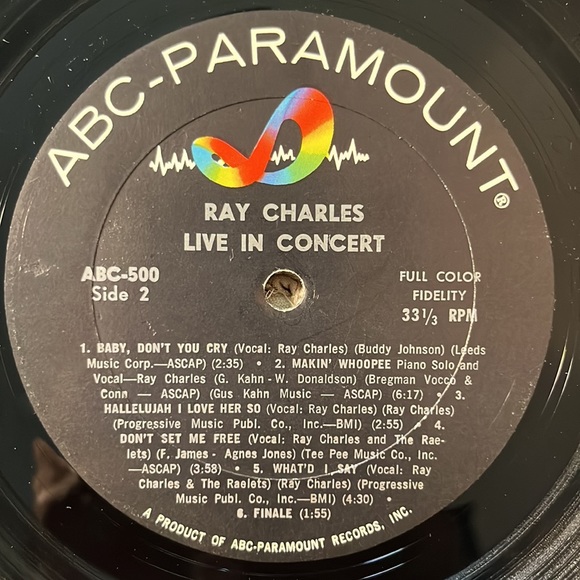 ABC-PARAMOUNT®
RAY CHARLES
LIVE IN CONCERT
ABC-500
Side 2
FULL COLOR
FIDELITY
33 1/3 RPM
1. BABY, DON'T YOU CRY (Vocal: Ray Charles) (Buddy Johnson) (Leeds
Music Corp.—ASCAP) (2:35) • 2. MAKIN' WHOOPEE Piano Solo and
Vocal—Ray Charles (G. Kahn - W. Donaldson) (Bregman Vocco &
Conn — ASCAP) (Gus Kahn Music — ASCAP) (6:17) • 3.
HALLELUJAH I LOVE HER SO (Vocal: Ray Charles) (Ray Charles)
(Progressive Music Publ. Co., Inc.—BMI) (2:55) • 4.
DON'T SET ME FREE (Vocal: Ray Charles and The Rae-
lets) (F. James - Agnes Jones) (Tee Pee Music Co., Inc.
—ASCAP) (3:58) 5. WHAT'D I SAY (Vocal: Ray
Charles & The Raelets) (Ray Charles) (Progressive
Music Publ. Co., Inc.—BMI) (4:30) •
6. FINALE (1:55)
A PRODUCT OF ABC-PARAMOUNT RECORDS, INC.